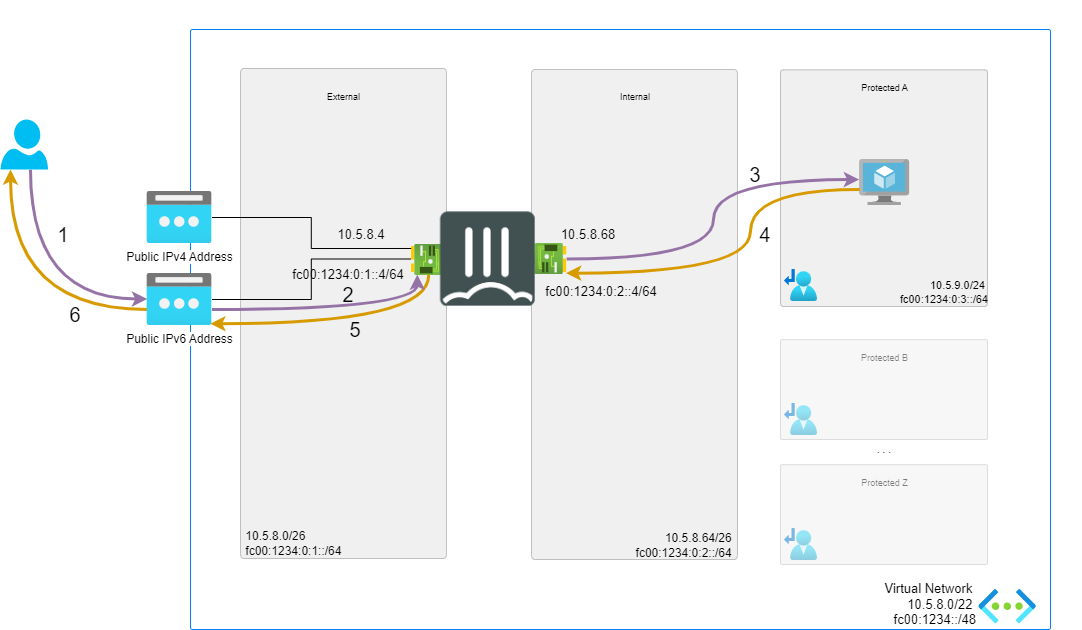 External
Internal
Protected A
1
Public IPv4 Address
10.5.8.4
fc00:1234:0:1::4/64
10.5.8.68
fc00:1234:0:2::4/64
3
4
10.5.9.0/24
fc00:1234:0:3::/64
2
5
6
Public IPv6 Address
Protected B
...
Protected Z
10.5.8.0/26
fc00:1234:0:1::/64
10.5.8.64/26
fc00:1234:0:2::/64
Virtual Network
10.5.8.0/22
fc00:1234::/48